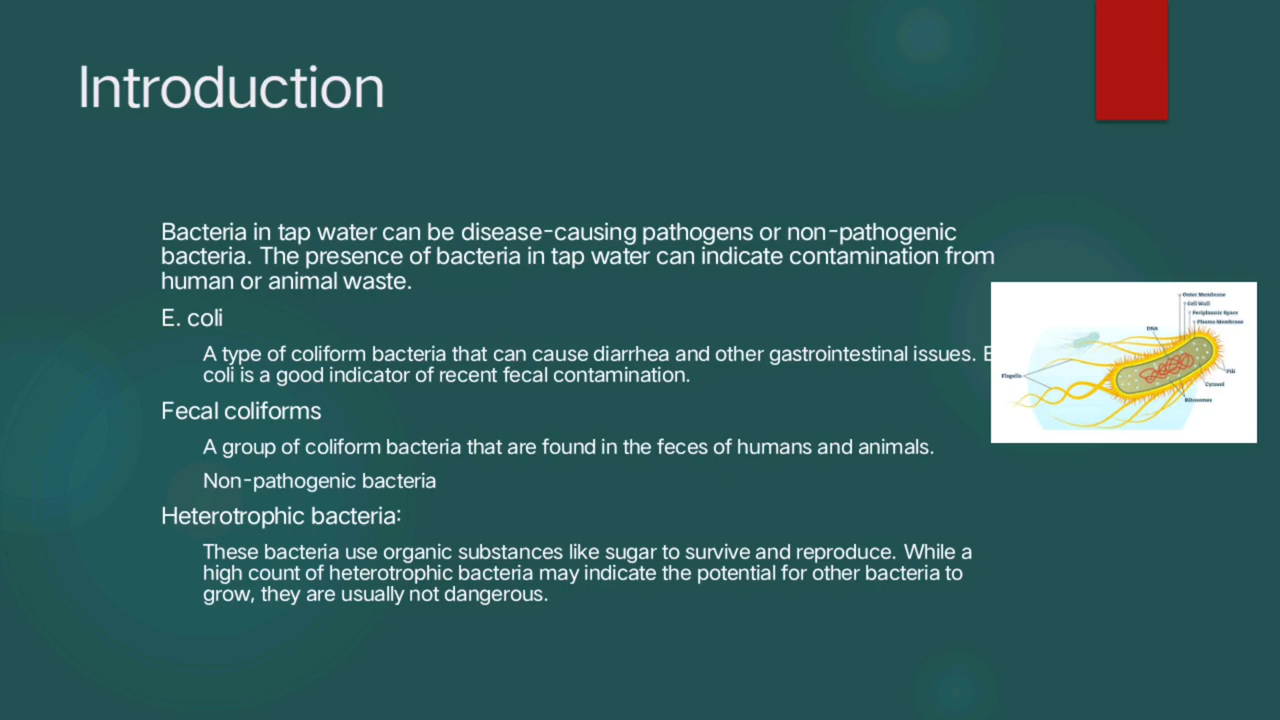 Introduction
Bacteria in tap water can be disease-causing pathogens or non-pathogenic
bacteria. The presence of bacteria in tap water can indicate contamination from
human or animal waste.
E. coli
A type of coliform bacteria that can cause diarrhea and other gastrointestinal issues. E
coli is a good indicator of recent fecal contamination.
Fecal coliforms
A group of coliform bacteria that are found in the feces of humans and animals.
Non-pathogenic bacteria
Heterotrophic bacteria:
These bacteria use organic substances like sugar to survive and reproduce. While a
high count of heterotrophic bacteria may indicate the potential for other bacteria to
grow, they are usually not dangerous.
Outer Membrane
Cell Wall
Periplasmic Space
Plasma Membrane
DNA
Flagella
Pili
Cytosol
Ribosomes